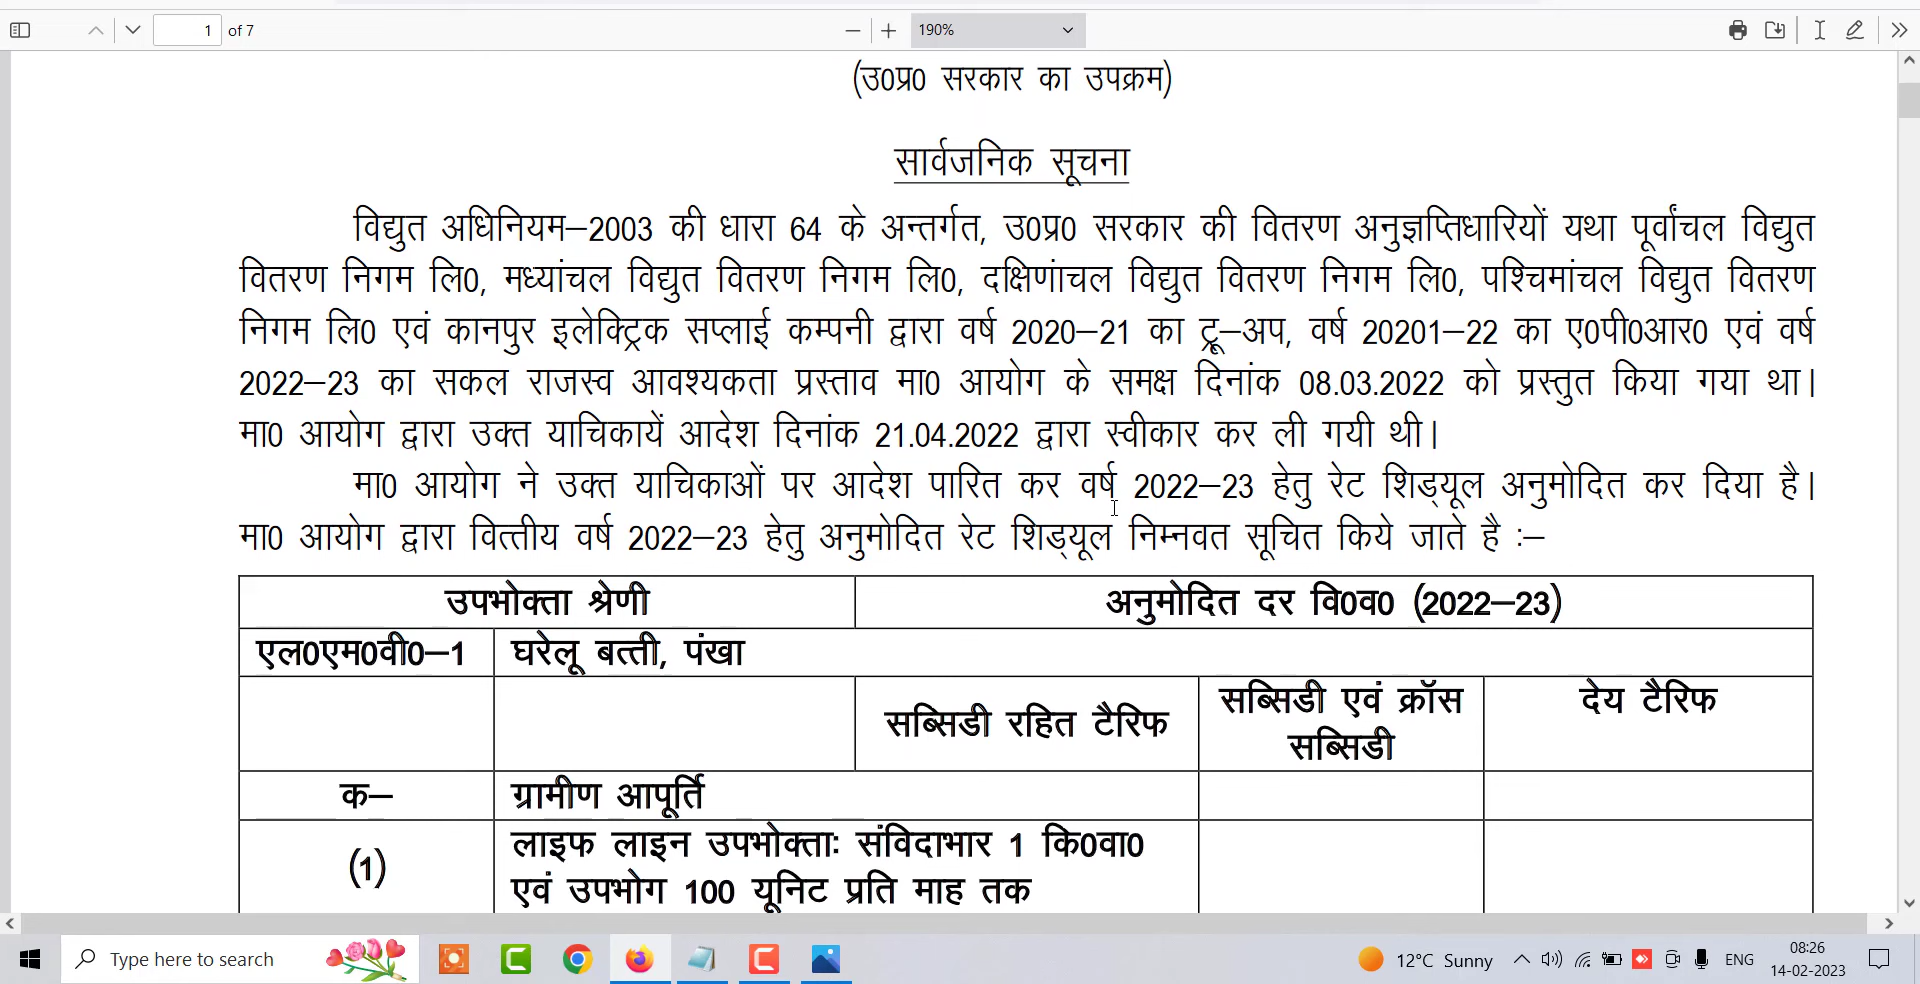 1 of 7
190%
(उ0प्र0 सरकार का उपक्रम)
सार्वजनिक सूचना
विद्युत अधिनियम–2003 की धारा 64 के अन्तर्गत, उ0प्र0 सरकार की वितरण अनुज्ञप्तिधारियों यथा पूर्वांचल विद्युत
वितरण निगम लि0, मध्यांचल विद्युत वितरण निगम लि0, दक्षिणांचल विद्युत वितरण निगम लि0, पश्चिमांचल विद्युत वितरण
निगम लि0 एवं कानपुर इलेक्ट्रिक सप्लाई कम्पनी द्वारा वर्ष 2020–21 का ट्रू–अप, वर्ष 20201–22 का ए0पी0आर0 एवं वर्ष
2022–23 का सकल राजस्व आवश्यकता प्रस्ताव मा0 आयोग के समक्ष दिनांक 08.03.2022 को प्रस्तुत किया गया था।
मा0 आयोग द्वारा उक्त याचिकायें आदेश दिनांक 21.04.2022 द्वारा स्वीकार कर ली गयी थी।
मा0 आयोग ने उक्त याचिकाओं पर आदेश पारित कर वर्ष 2022–23 हेतु रेट शिड्यूल अनुमोदित कर दिया है।
मा0 आयोग द्वारा वित्तीय वर्ष 2022–23 हेतु अनुमोदित रेट शिड्यूल निम्नवत सूचित किये जाते है :–
उपभोक्ता श्रेणी अनुमोदित दर वि0व0 (2022–23)
एल0एम0वी0–1 घरेलू बत्ती, पंखा
सब्सिडी रहित टैरिफ
सब्सिडी एवं क्रॉस
सब्सिडी
देय टैरिफ
क– ग्रामीण आपूर्ति
(1)
लाइफ लाइन उपभोक्ताः संविदाभार 1 कि0वा0
एवं उपभोग 100 यूनिट प्रति माह तक
Type here to search
12°C Sunny
ENG
08:26
14-02-2023